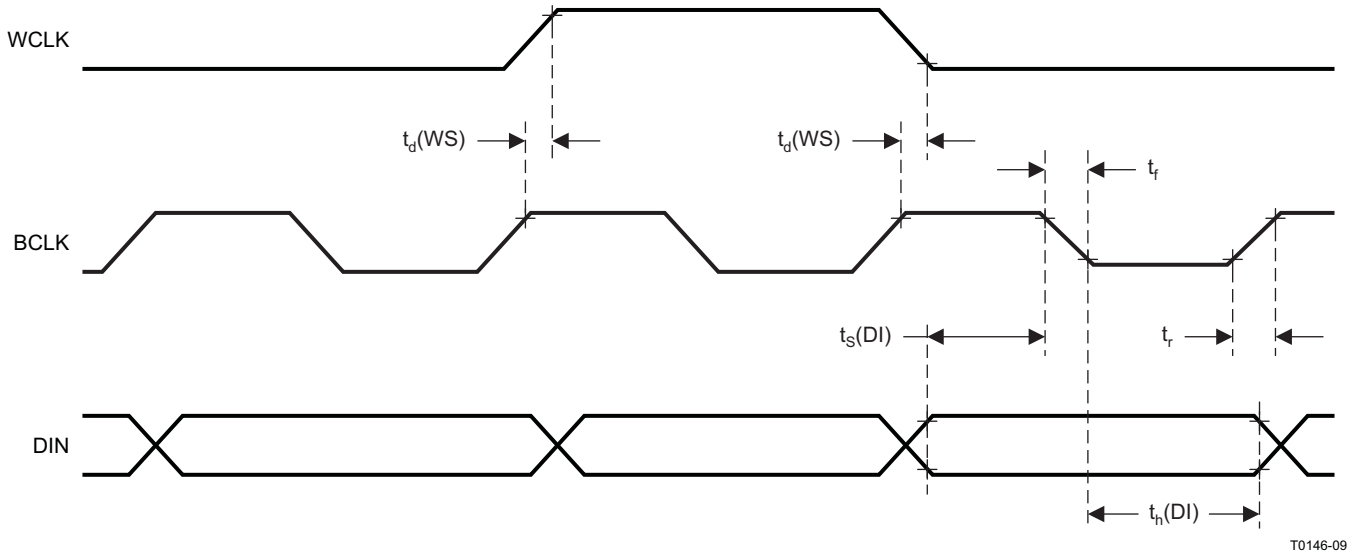 WCLK
td(WS)
td(WS)
tf
BCLK
tS(DI)
tr
DIN
th(DI)
T0146-09